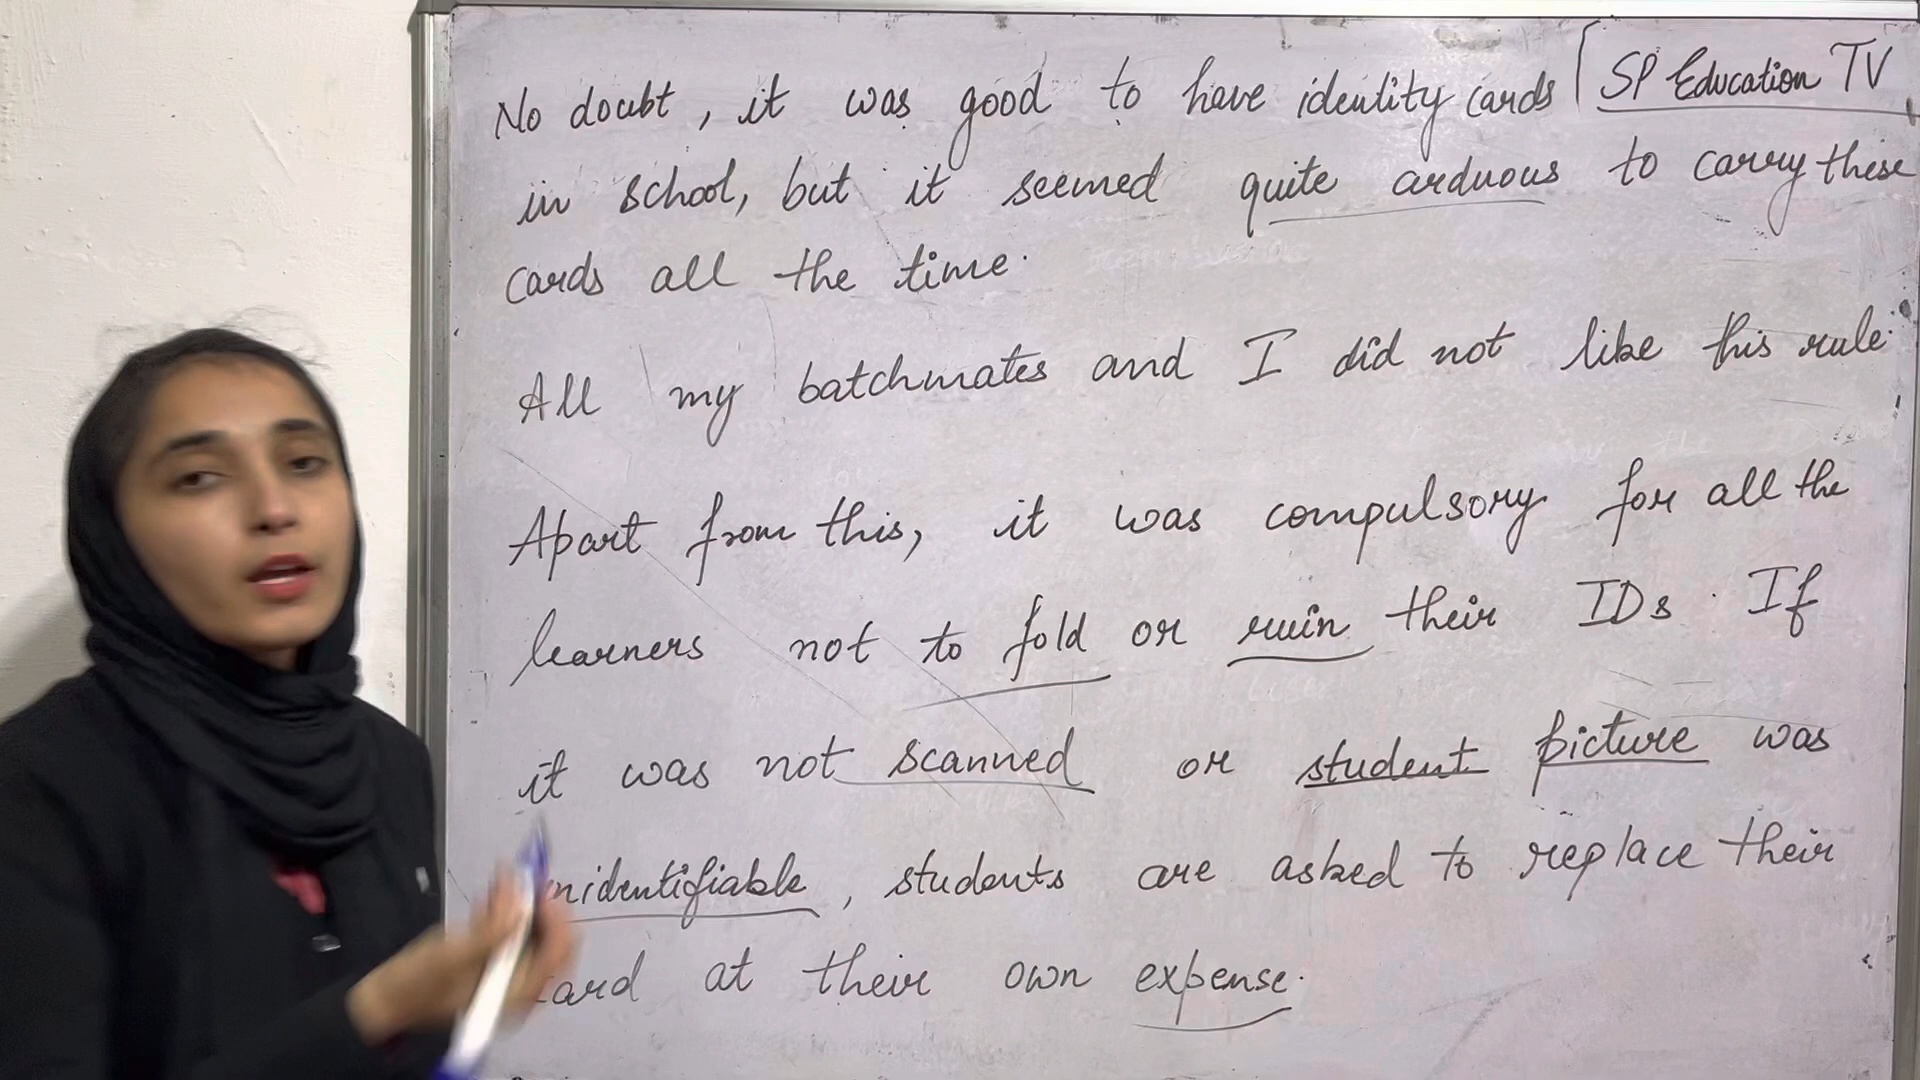 No doubt, it was good to have identity cards
SP Education TV
in school, but it seemed quite arduous to carry these
cards all the time.
All my batchmates and I did not like this rule.
Apart from this, it was compulsory for all the
learners not to fold or ruin their IDs. If
it was not scanned or student picture was
nidentifiable, students are asked to replace their
card at their own expense.